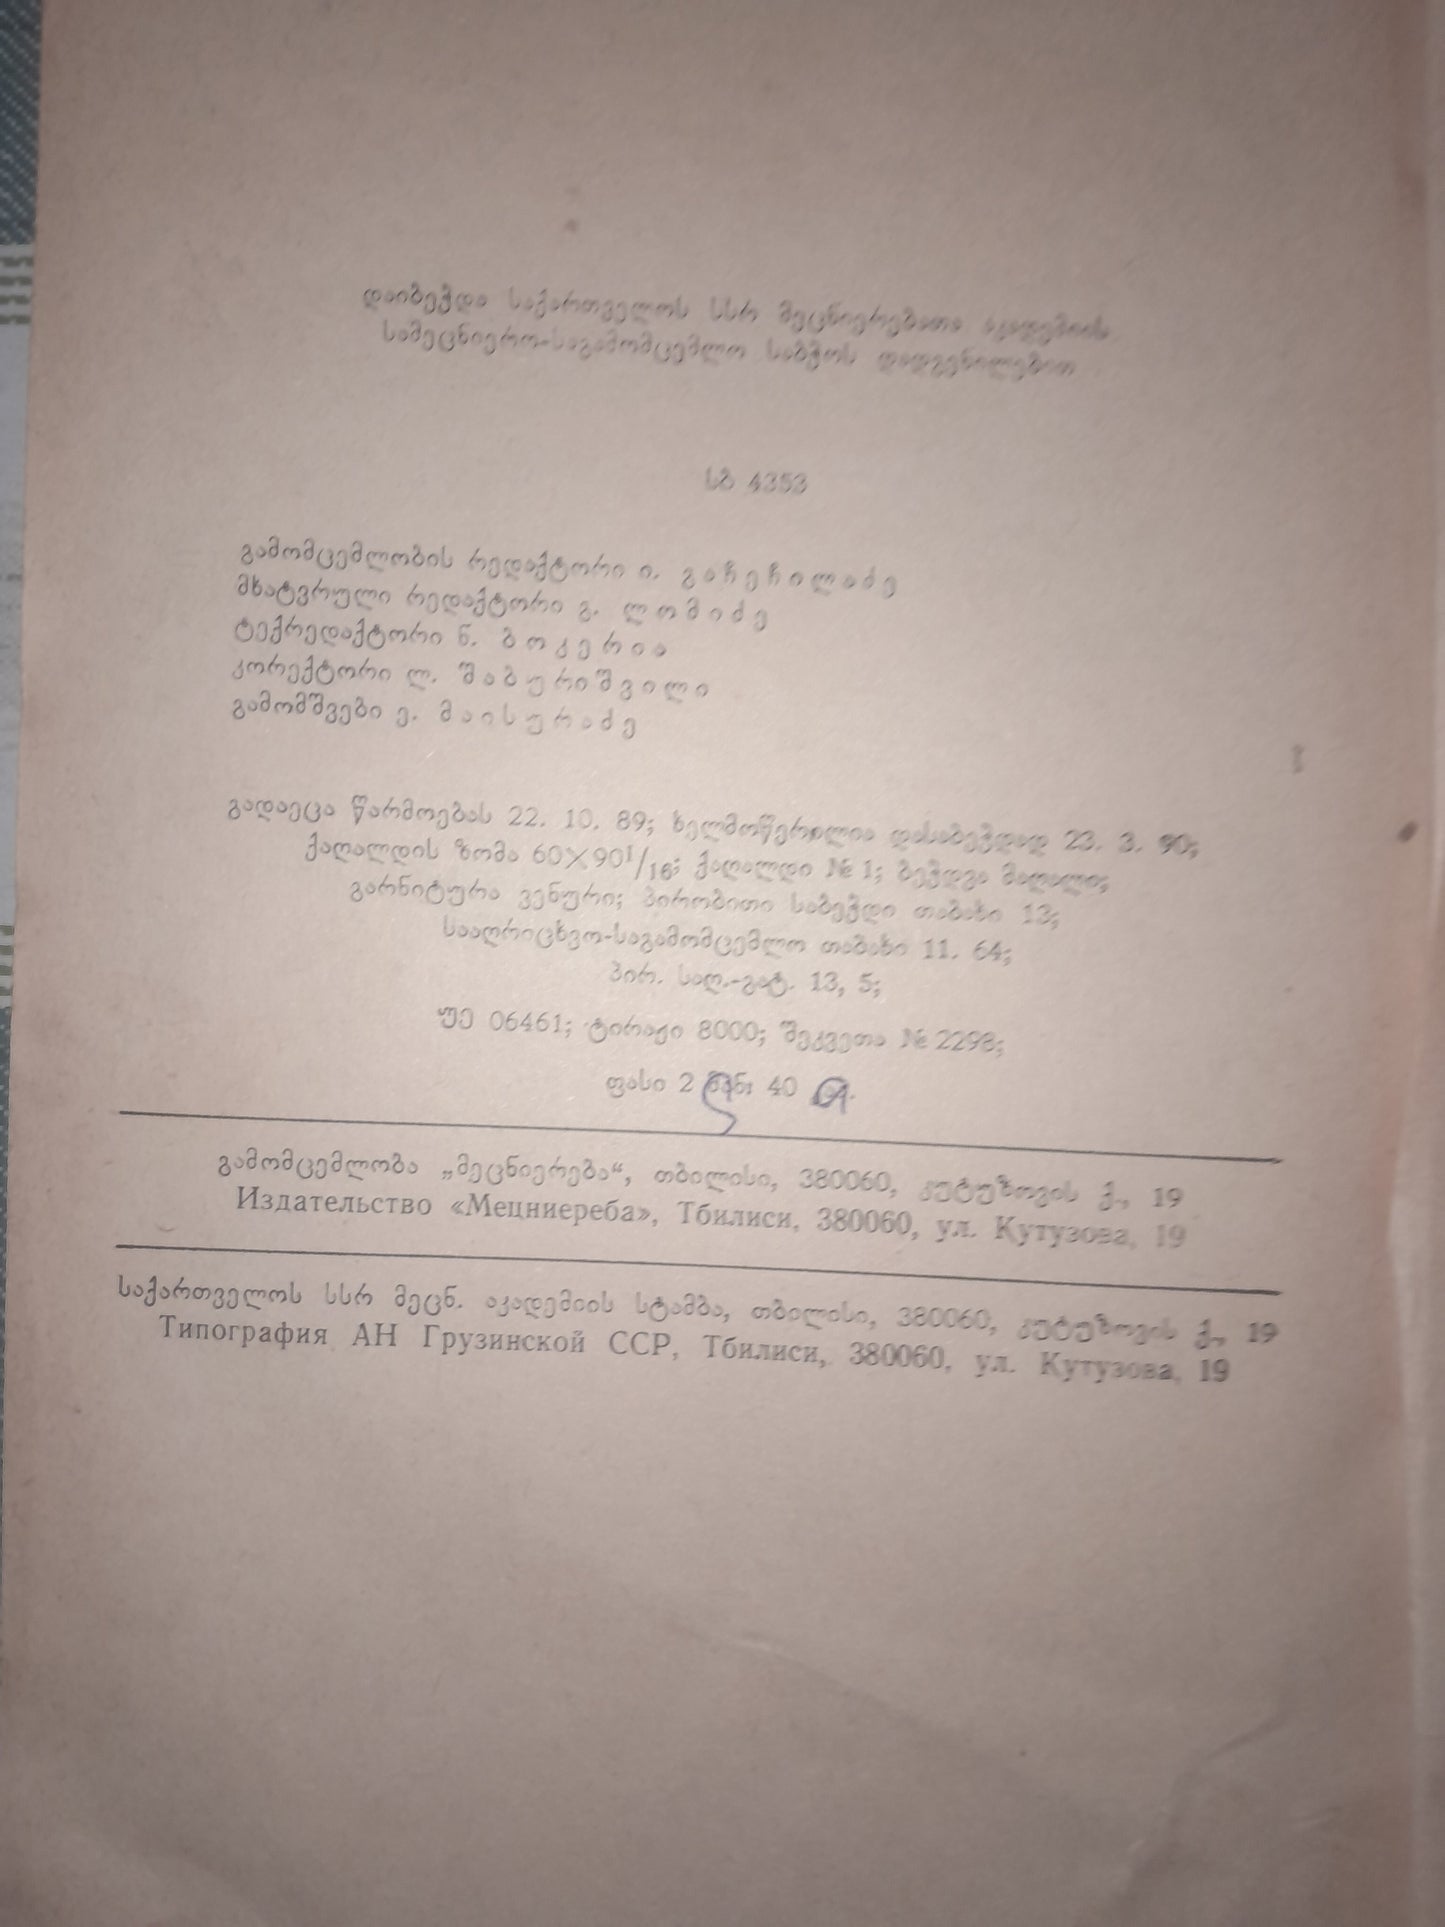 დაიბეჭდა საქართველოს სსრ მეცნიერებათა აკადემიის
სამეცნიერო-საგამომცემლო საბჭოს დადგენილებით
სბ 4353
გამომცემლობის რედაქტორი ი. გაჩეჩილაძე
მხატვრული რედაქტორი გ. ლომიძე
ტექრედაქტორი ნ. ბოკერია
კორექტორი ლ. შაბურიშვილი
გამომშვები ე. მაისურაძე
გადაეცა წარმოებას 22. 10. 89; ხელმოწერილია დასაბეჭდად 23. 3. 90;
ქაღალდის ზომა 60×90¹/₁₆; ქაღალდი № 1; ბეჭდვა მაღალი;
გარნიტურა ვენური; პირობითი საბეჭდი თაბახი 13;
სააღრიცხვო-საგამომცემლო თაბახი 11. 64;
პირ. საღ.-გატ. 13, 5;
უე 06461; ტირაჟი 8000; შეკვეთა № 2298;
ფასი 2 მან. 40
გამომცემლობა „მეცნიერება“, თბილისი, 380060, კუტუზოვის ქ., 19
Издательство «Мецниереба», Тбилиси, 380060, ул. Кутузова, 19
საქართველოს სსრ მეცნ. აკადემიის სტამბა, თბილისი, 380060, კუტუზოვის ქ., 19
Типография АН Грузинской ССР, Тбилиси, 380060, ул. Кутузова, 19